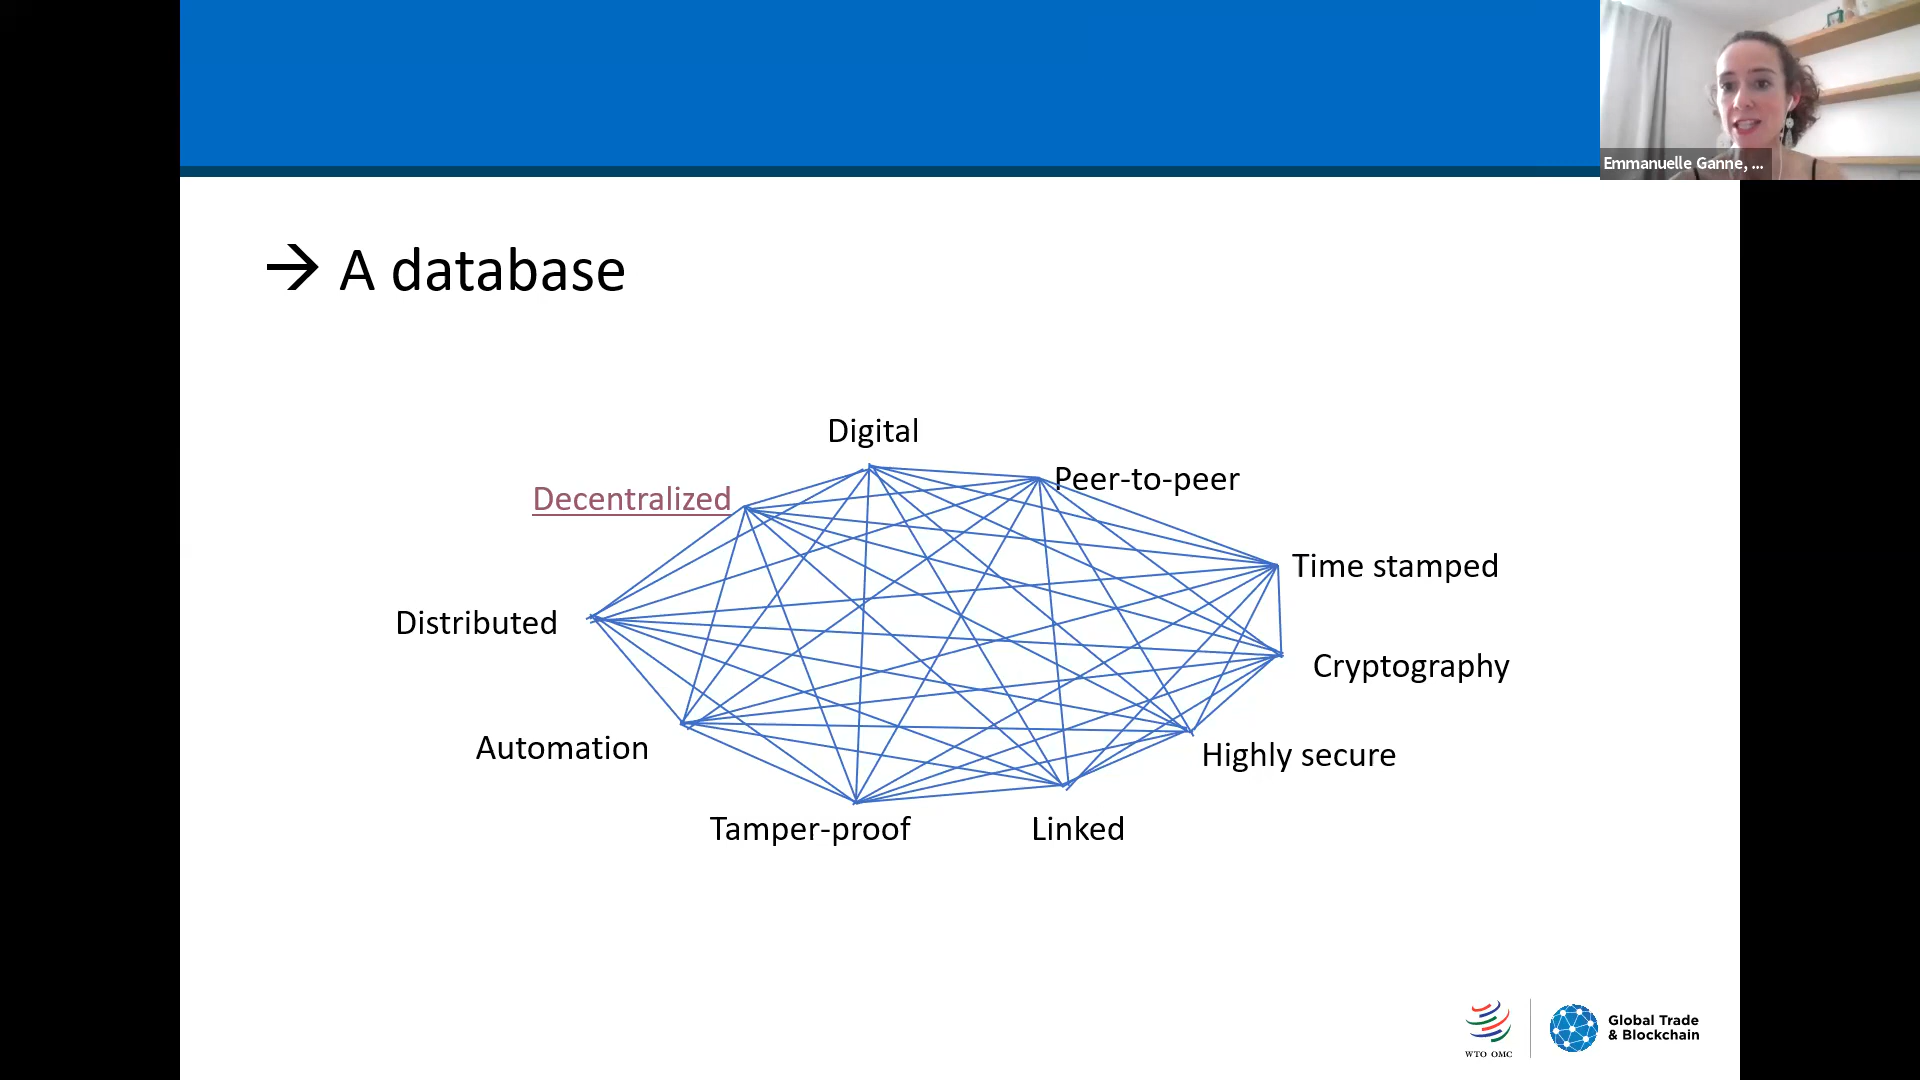 Emmanuelle Ganne, ...
→ A database
Digital
Peer-to-peer
Decentralized
Time stamped
Distributed
Cryptography
Automation
Highly secure
Tamper-proof
Linked
WTO OMC
Global Trade
& Blockchain